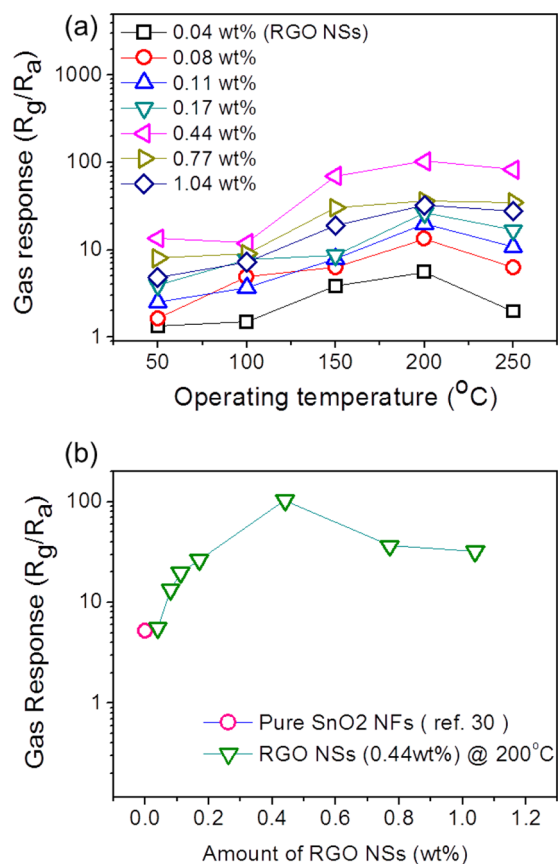 (a)
0.04 wt% (RGO NSs)
0.08 wt%
0.11 wt%
0.17 wt%
0.44 wt%
0.77 wt%
1.04 wt%
Gas response (Rg/Ra)
1000
100
10
1
50 100 150 200 250
Operating temperature (°C)
(b)
Gas Response (Rg/Ra)
100
10
1
Pure SnO2 NFs ( ref. 30 )
RGO NSs (0.44wt%) @ 200°C
0.0 0.2 0.4 0.6 0.8 1.0 1.2
Amount of RGO NSs (wt%)